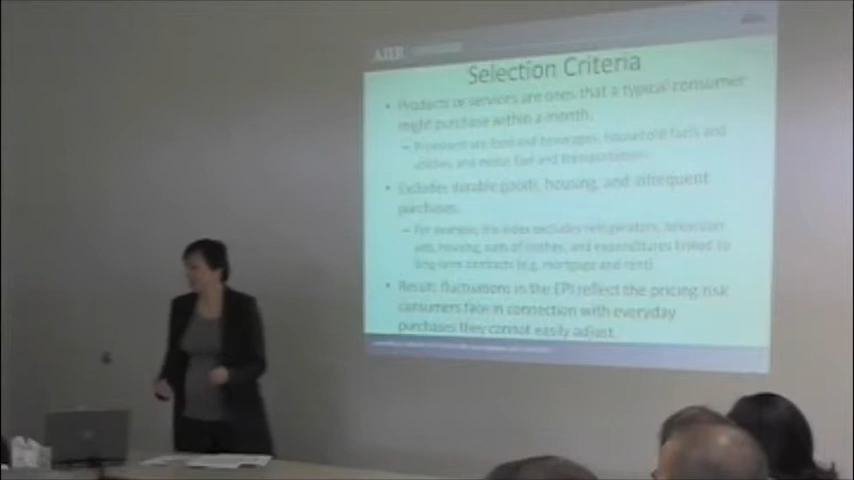 AIER
Selection Criteria
• Products or services are ones that a typical consumer
might purchase within a month.
– Prominent are food and beverages, household fuels and
utilities, and motor fuel and transportation.
• Excludes durable goods, housing, and infrequent
purchases.
– For example, the index excludes refrigerators, television
sets, housing, of clothes, and expenditures linked to
long-term contracts (e.g. mortgage and rent)
• Result: fluctuations in the EPI reflect the pricing risk
consumers face in connection with everyday
purchases they cannot easily adjust.